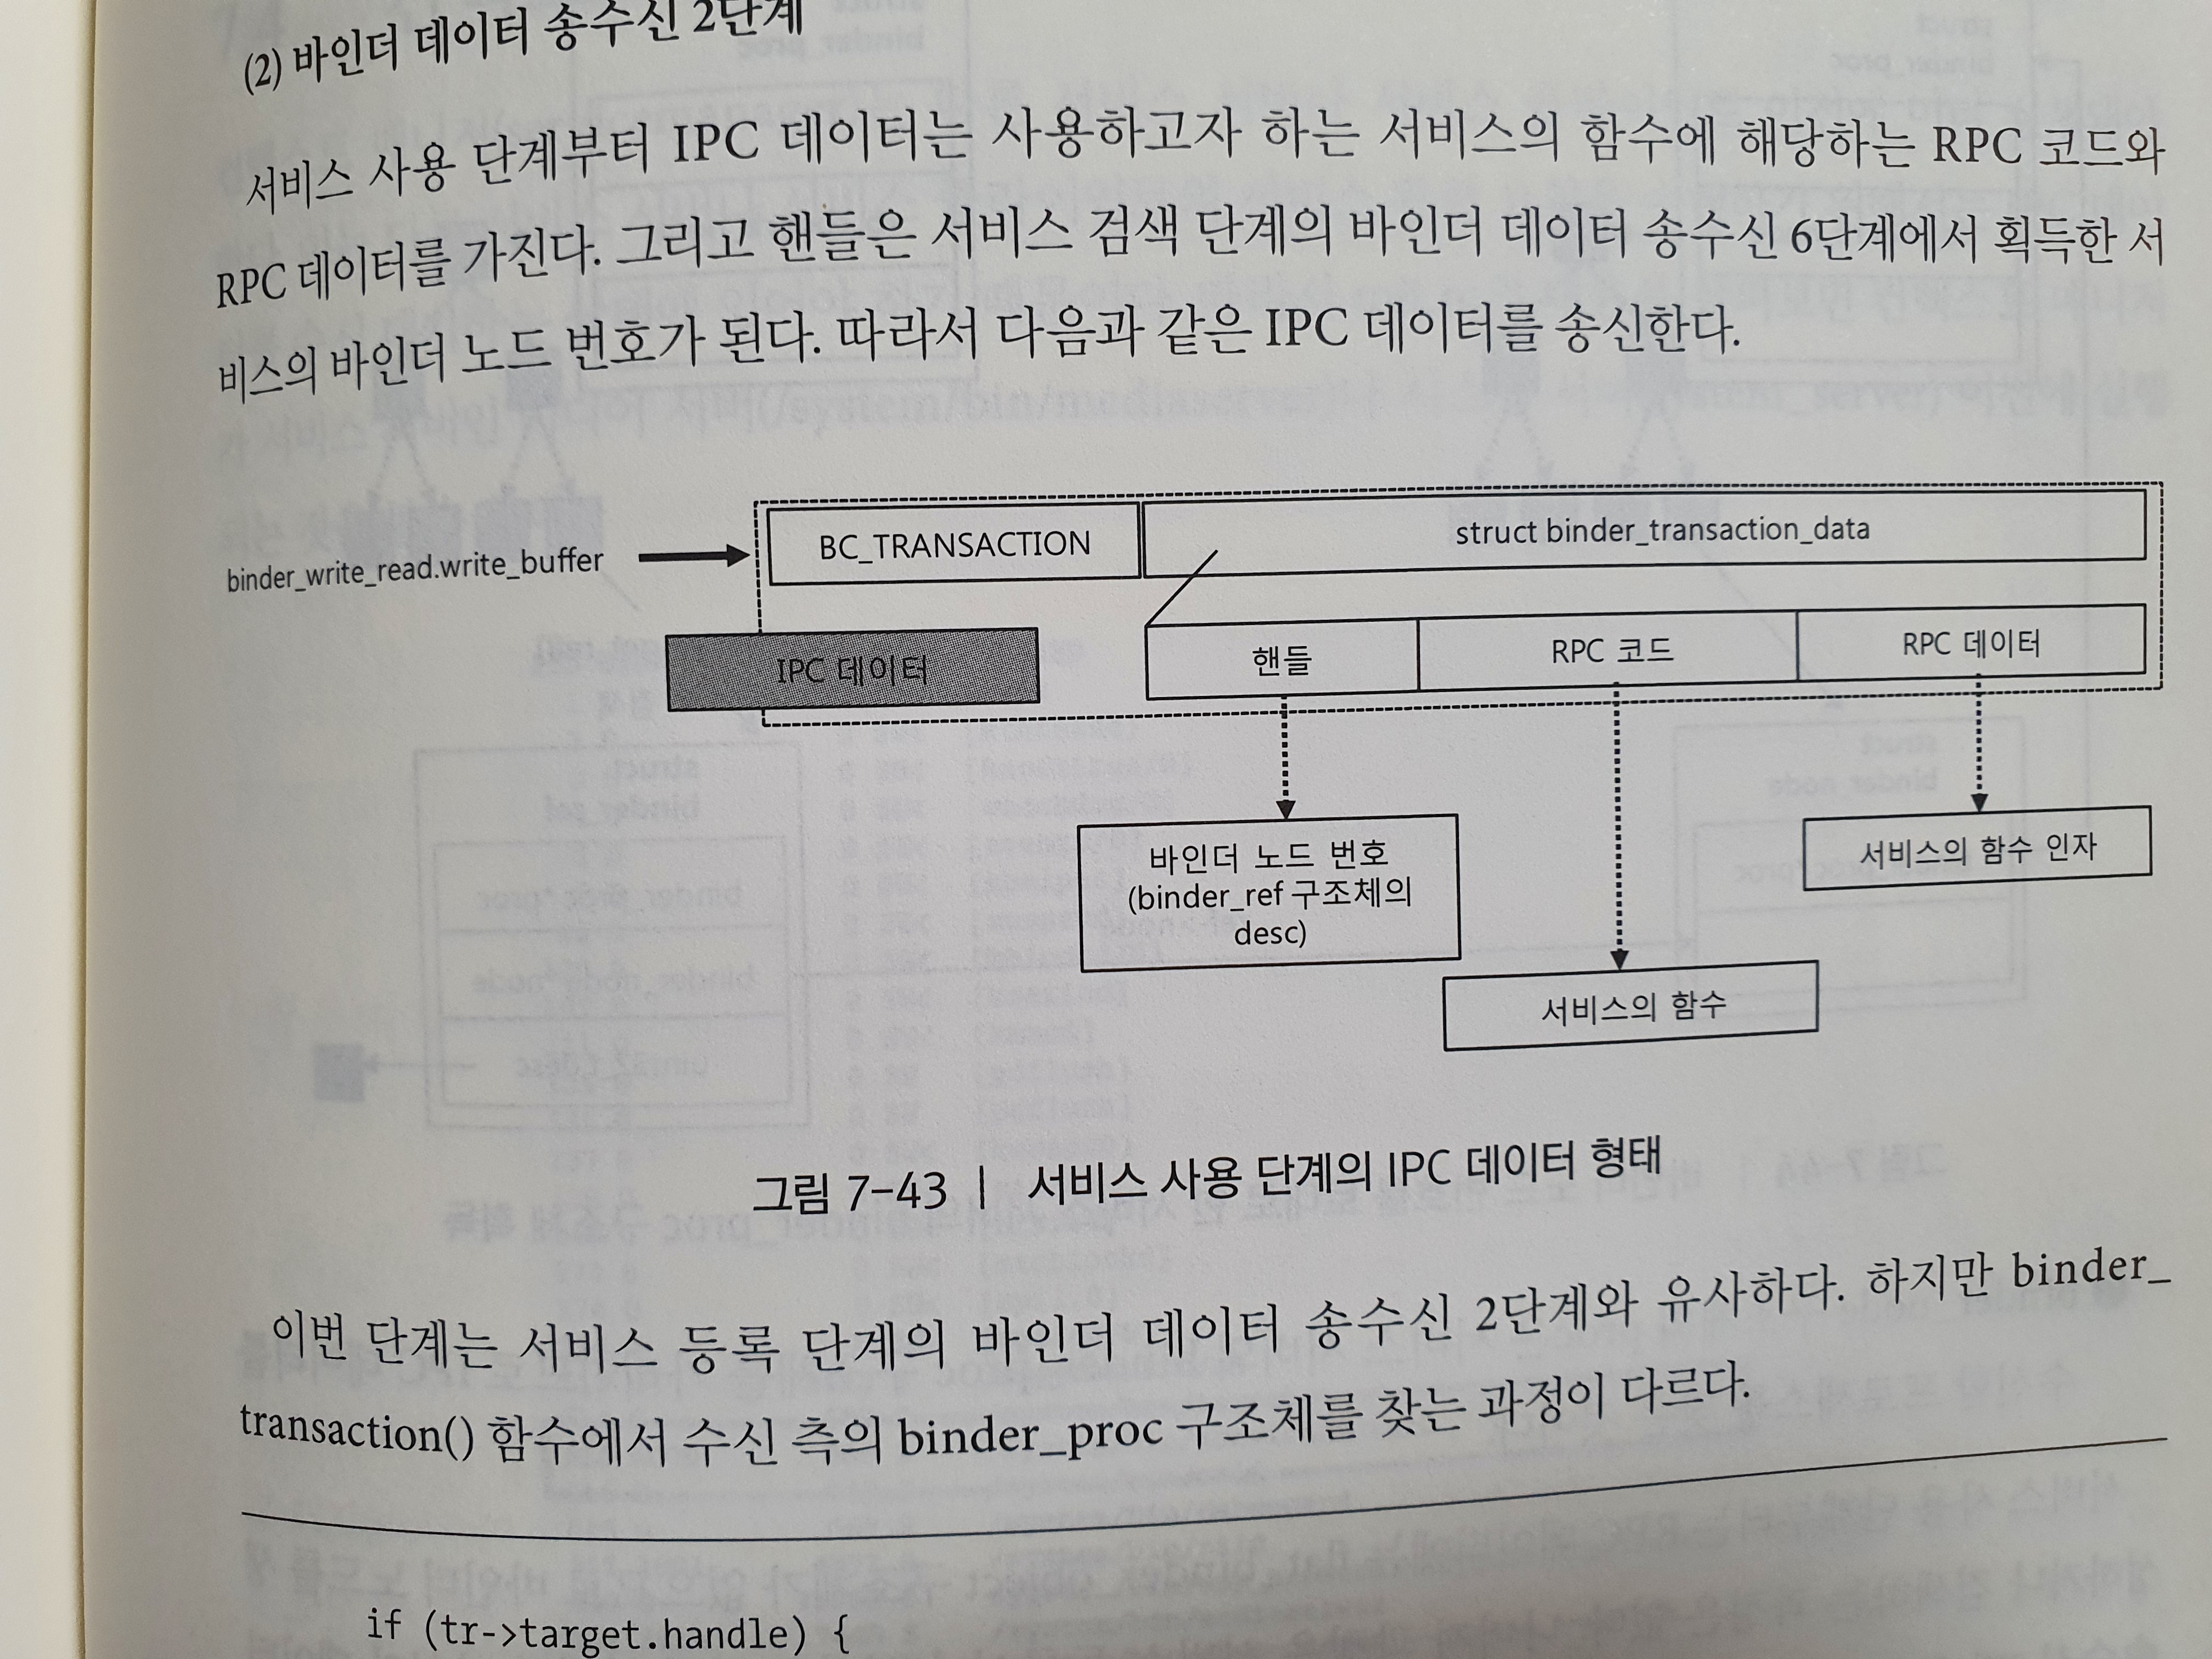 (2) 바인더 데이터 송수신 2단계
서비스 사용 단계부터 IPC 데이터는 사용하고자 하는 서비스의 함수에 해당하는 RPC 코드와
RPC 데이터를 가진다. 그리고 핸들은 서비스 검색 단계의 바인더 데이터 송수신 6단계에서 획득한 서
비스의 바인더 노드 번호가 된다. 따라서 다음과 같은 IPC 데이터를 송신한다.
binder_write_read.write_buffer
BC_TRANSACTION
struct binder_transaction_data
IPC 데이터
핸들
RPC 코드
RPC 데이터
바인더 노드 번호
(binder_ref 구조체의
desc)
서비스의 함수 인자
서비스의 함수
그림 7-43 | 서비스 사용 단계의 IPC 데이터 형태
이번 단계는 서비스 등록 단계의 바인더 데이터 송수신 2단계와 유사하다. 하지만 binder_
transaction() 함수에서 수신 측의 binder_proc 구조체를 찾는 과정이 다르다.
if (tr->target.handle) {